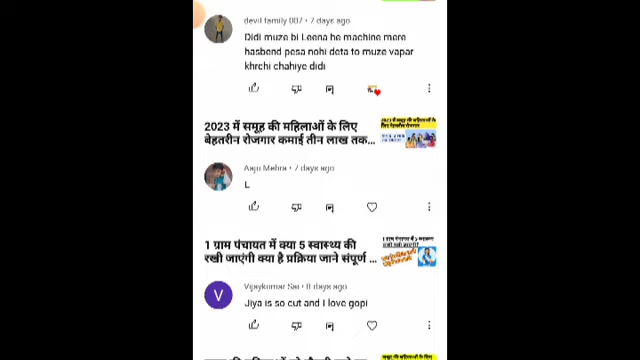 devil family 007 • 7 days ago
Didi muze bi Leena he machine mere
hasbend pesa nohi deta to muze vapar
khrchi chahiye didi
2023 में समूह की महिलाओं के लिए
बेहतरीन रोजगार कमाई तीन लाख तक...
Aaju Mehra • 7 days ago
L
1 ग्राम पंचायत में क्या 5 स्वास्थ्य की
रखी जाएंगी क्या है प्रक्रिया जाने संपूर्ण ...
V
Vijaykumar Sai • 8 days ago
Jiya is so cut and I love gopi